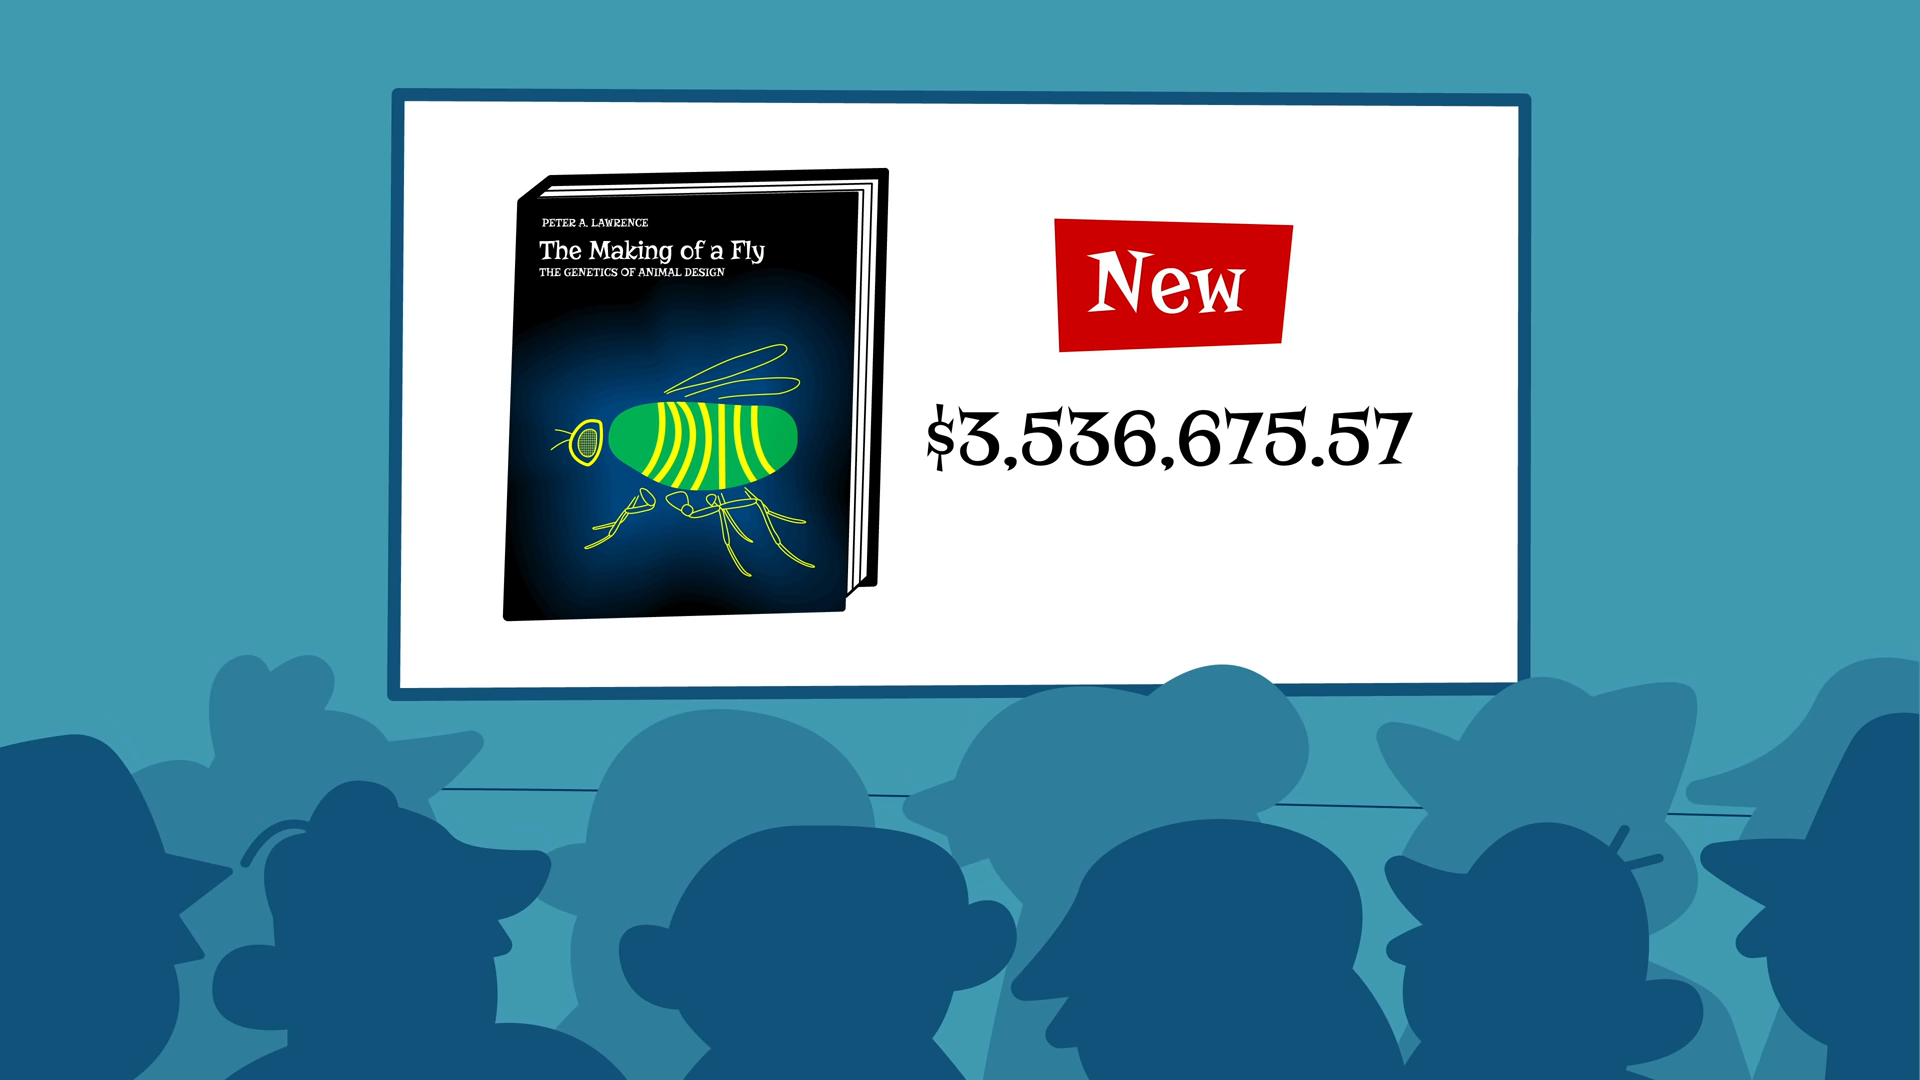 PETER A. LAWRENCE
The Making of a Fly
THE GENETICS OF ANIMAL DESIGN
New
$3,536,675.57